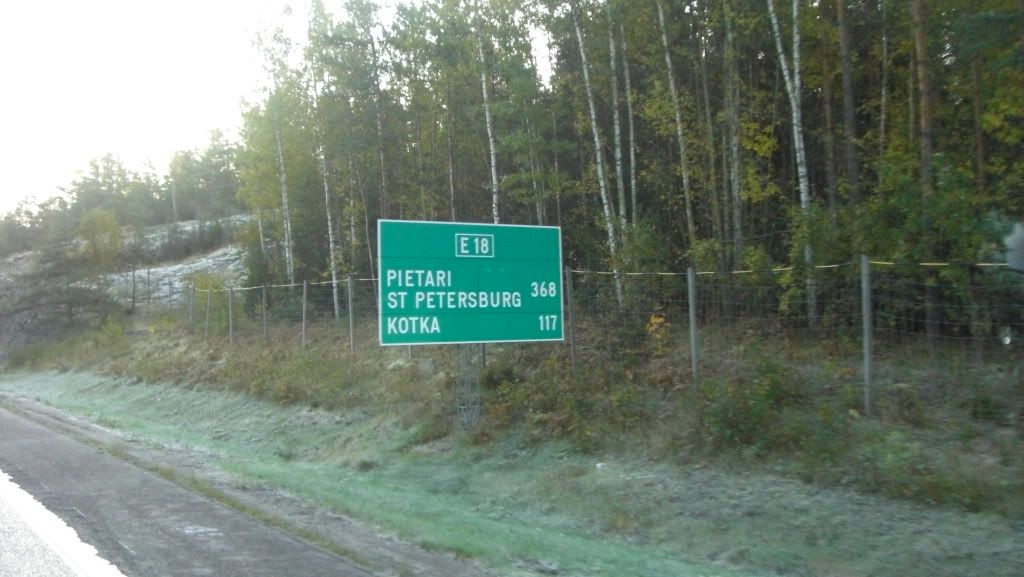 E 18
PIETARI
ST PETERSBURG 368
KOTKA 117